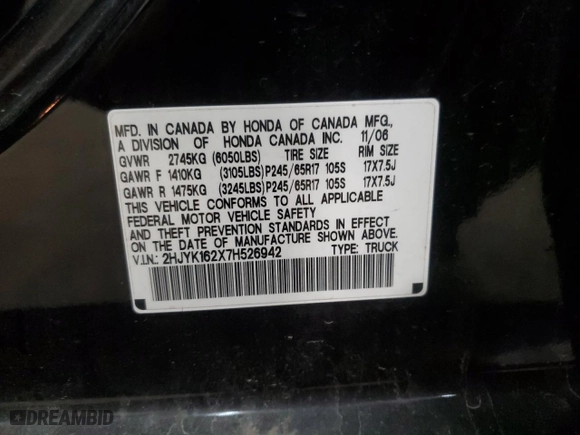 MFD. IN CANADA BY HONDA OF CANADA MFG.,
A DIVISION OF HONDA CANADA INC. 11/06
GVWR 2745KG (6050LBS) TIRE SIZE RIM SIZE
GAWR F 1410KG (3105LBS)P245/65R17 105S 17X7.5J
GAWR R 1475KG (3245LBS)P245/65R17 105S 17X7.5J
THIS VEHICLE CONFORMS TO ALL APPLICABLE
FEDERAL MOTOR VEHICLE SAFETY
AND THEFT PREVENTION STANDARDS IN EFFECT
ON THE DATE OF MANUFACTURE SHOWN ABOVE.
V.I.N.: 2HJYK162X7H526942 TYPE: TRUCK
DREAMBID